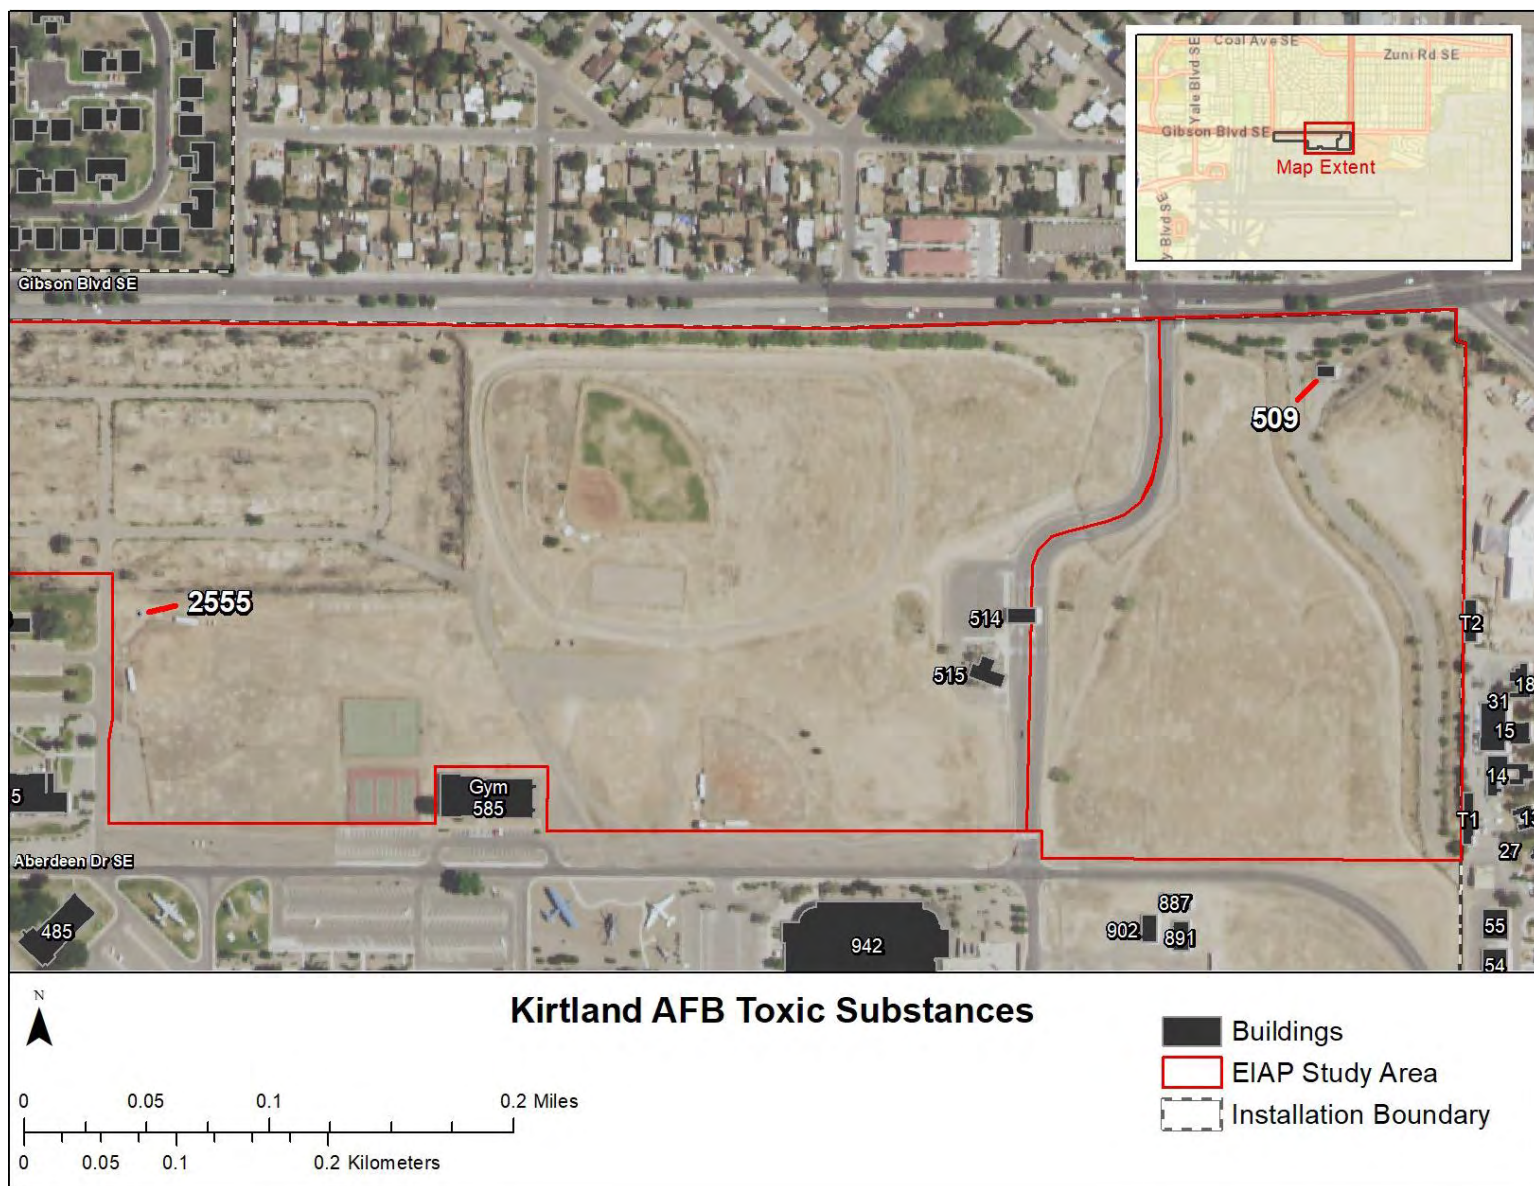 Coal Ave SE
Zuni Rd SE
Yale Blvd SE
Gibson Blvd SE
Map Extent
y Blvd SE
Gibson Blvd SE
509
2555
514
T2
515
18
31
15
Gym
585
14
5
T1
13
27
Aberdeen Dr SE
887
485
902
891
942
55
54
N
Kirtland AFB Toxic Substances
Buildings
EIAP Study Area
Installation Boundary
0 0.05 0.1 0.2 Miles
0 0.05 0.1 0.2 Kilometers